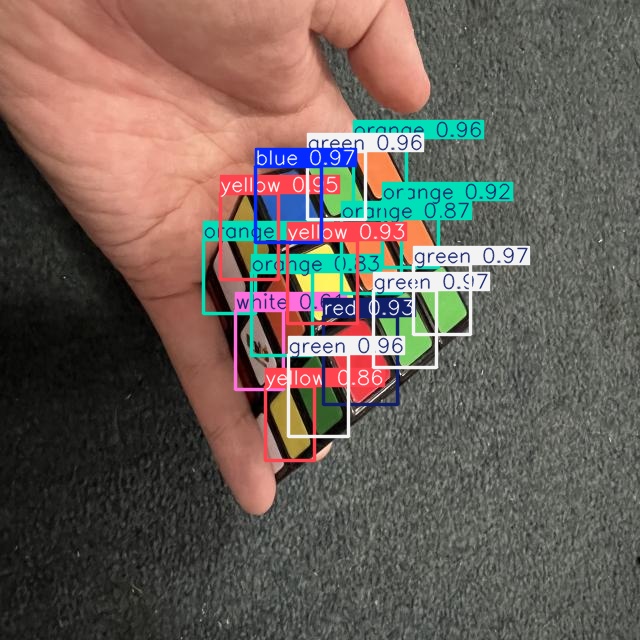 orange 0.96
green 0.96
blue 0.97
yellow 0.95
orange 0.92
orange 0.87
orange
yellow 0.93
green 0.97
orange 0.83
green 0.97
white
red 0.93
green 0.96
yellow 0.86